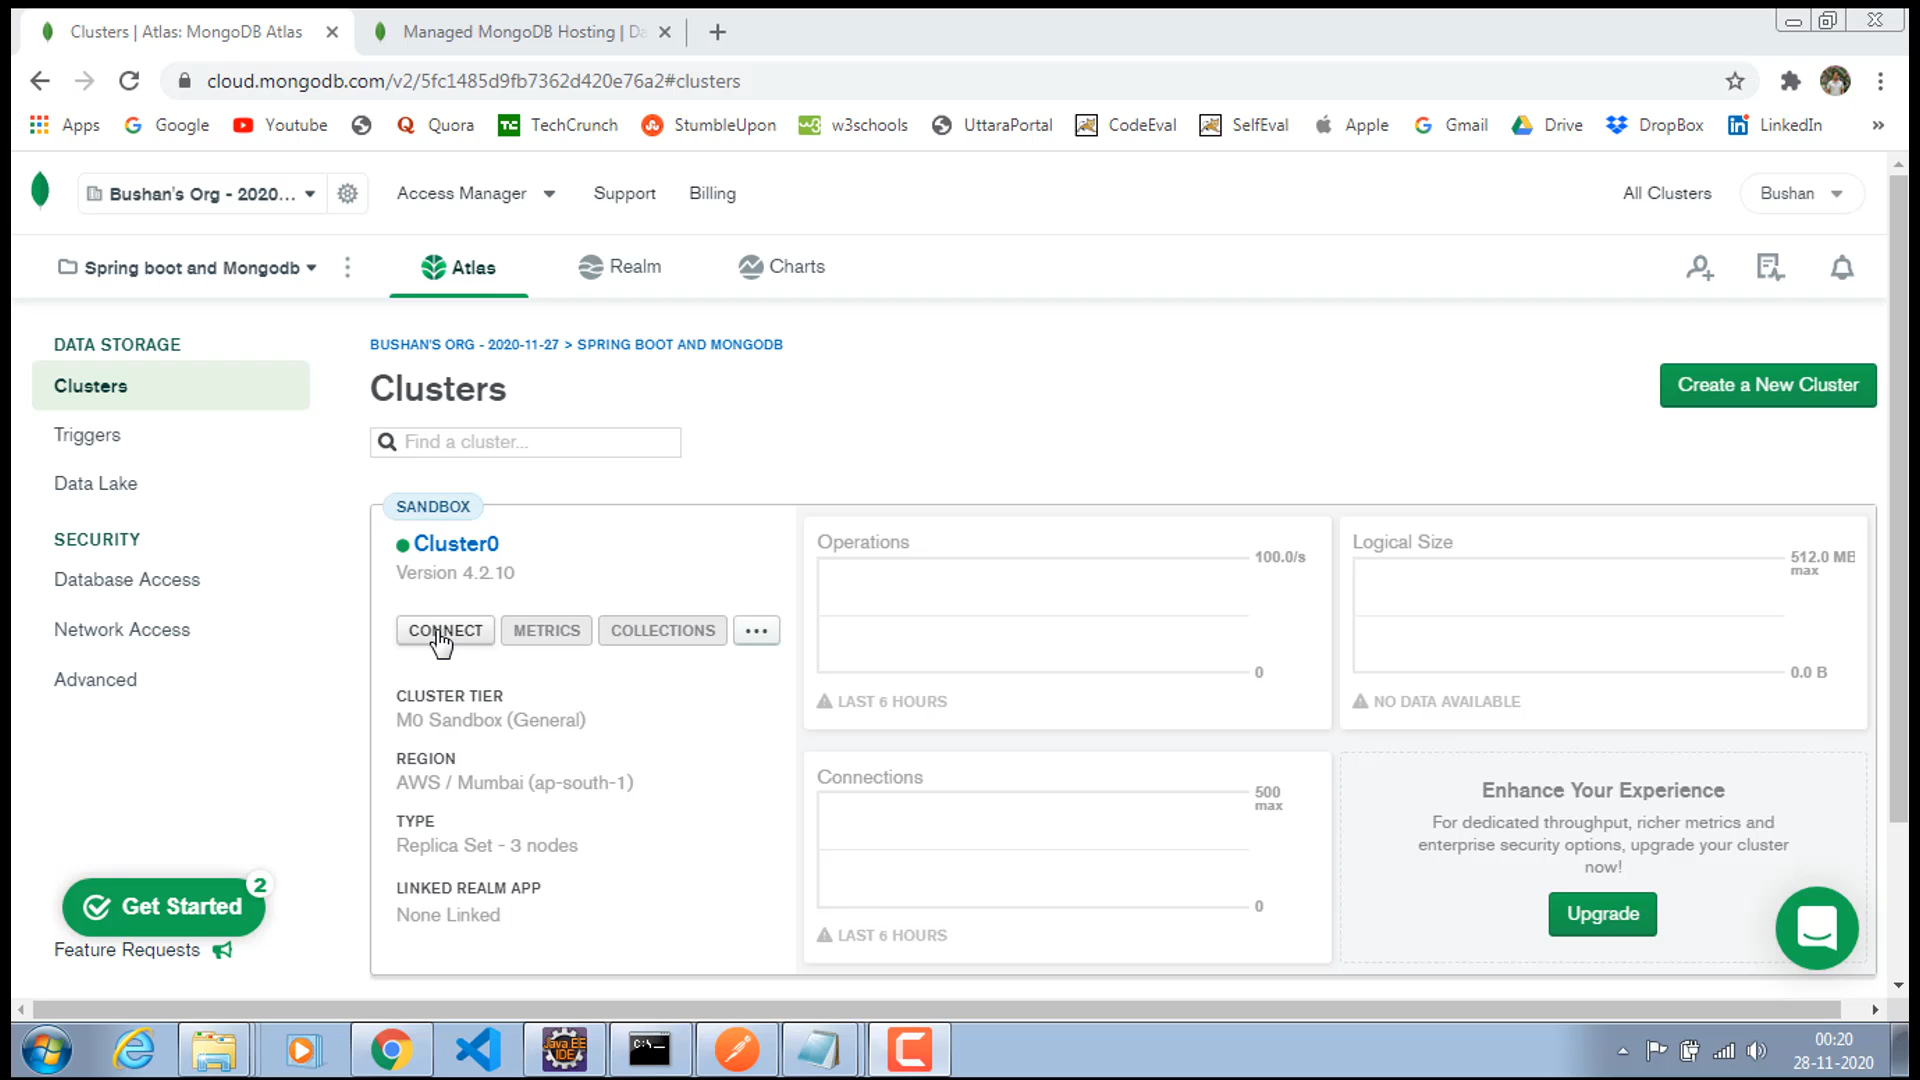 Clusters | Atlas: MongoDB Atlas
Managed MongoDB Hosting | Da
cloud.mongodb.com/v2/5fc1485d9fb7362d420e76a2#clusters
Apps Google Youtube Quora TechCrunch StumbleUpon w3schools UttaraPortal CodeEval SelfEval Apple Gmail Drive DropBox LinkedIn »
Bushan's Org - 2020... Access Manager Support Billing All Clusters Bushan
Spring boot and Mongodb Atlas Realm Charts
DATA STORAGE
Clusters
Triggers
Data Lake
SECURITY
Database Access
Network Access
Advanced
2
Get Started
Feature Requests
BUSHAN'S ORG - 2020-11-27 > SPRING BOOT AND MONGODB
Clusters
Create a New Cluster
Find a cluster...
SANDBOX
Cluster0
Version 4.2.10
CONNECT METRICS COLLECTIONS ...
CLUSTER TIER
M0 Sandbox (General)
REGION
AWS / Mumbai (ap-south-1)
TYPE
Replica Set - 3 nodes
LINKED REALM APP
None Linked
Operations
100.0/s
0
LAST 6 HOURS
Logical Size
512.0 MB
max
0.0 B
NO DATA AVAILABLE
Connections
500
max
0
LAST 6 HOURS
Enhance Your Experience
For dedicated throughput, richer metrics and
enterprise security options, upgrade your cluster
now!
Upgrade
Java EE
IDE
C:\._
00:20
28-11-2020